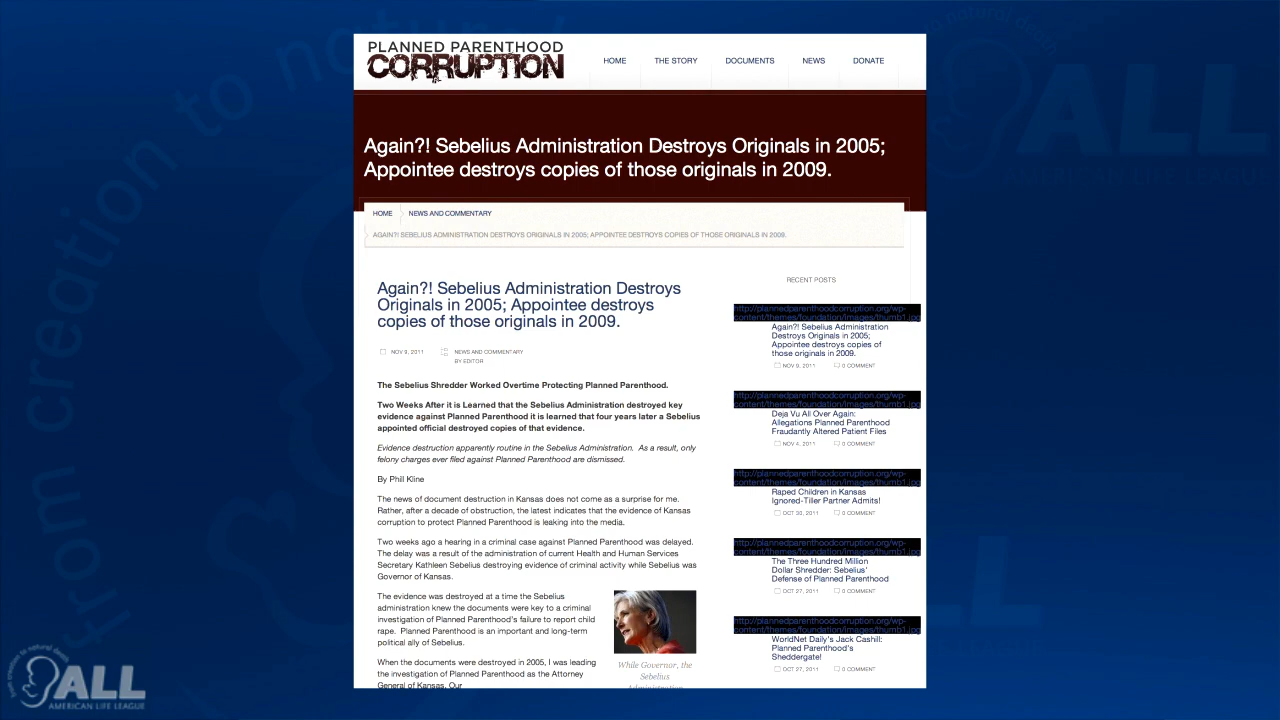 PLANNED PARENTHOOD
CORRUPTION
HOME
THE STORY
DOCUMENTS
NEWS
DONATE
Again?! Sebelius Administration Destroys Originals in 2005;
Appointee destroys copies of those originals in 2009.
HOME
NEWS AND COMMENTARY
AGAIN?! SEBELIUS ADMINISTRATION DESTROYS ORIGINALS IN 2005; APPOINTEE DESTROYS COPIES OF THOSE ORIGINALS IN 2009.
Again?! Sebelius Administration Destroys
Originals in 2005; Appointee destroys
copies of those originals in 2009.
NOV 9, 2011
NEWS AND COMMENTARY
BY EDITOR
The Sebelius Shredder Worked Overtime Protecting Planned Parenthood.
Two Weeks After it is Learned that the Sebelius Administration destroyed key
evidence against Planned Parenthood it is learned that four years later a Sebelius
appointed official destroyed copies of that evidence.
Evidence destruction apparently routine in the Sebelius Administration. As a result, only
felony charges ever filed against Planned Parenthood are dismissed.
By Phil Kline
The news of document destruction in Kansas does not come as a surprise for me.
Rather, after a decade of obstruction, the latest indicates that the evidence of Kansas
corruption to protect Planned Parenthood is leaking into the media.
Two weeks ago a hearing in a criminal case against Planned Parenthood was delayed.
The delay was a result of the administration of current Health and Human Services
Secretary Kathleen Sebelius destroying evidence of criminal activity while Sebelius was
Governor of Kansas.
The evidence was destroyed at a time the Sebelius
administration knew the documents were key to a criminal
investigation of Planned Parenthood's failure to report child
rape. Planned Parenthood is an important and long-term
political ally of Sebelius.
When the documents were destroyed in 2005, I was leading
the investigation of Planned Parenthood as the Attorney
General of Kansas. Our
While Governor, the
Sebelius
Administration
RECENT POSTS
http://plannedparenthoodcorruption.org/wp-
content/themes/foundation/images/thumb1.jpg
Again?! Sebelius Administration
Destroys Originals in 2005;
Appointee destroys copies of
those originals in 2009.
NOV 9, 2011
0 COMMENT
http://plannedparenthoodcorruption.org/wp-
content/themes/foundation/images/thumb1.jpg
Deja Vu All Over Again:
Allegations Planned Parenthood
Fraudantly Altered Patient Files
NOV 4, 2011
0 COMMENT
http://plannedparenthoodcorruption.org/wp-
content/themes/foundation/images/thumb1.jpg
Raped Children in Kansas
Ignored-Tiller Partner Admits!
OCT 30, 2011
0 COMMENT
http://plannedparenthoodcorruption.org/wp-
content/themes/foundation/images/thumb1.jpg
The Three Hundred Million
Dollar Shredder: Sebelius'
Defense of Planned Parenthood
OCT 27, 2011
0 COMMENT
http://plannedparenthoodcorruption.org/wp-
content/themes/foundation/images/thumb1.jpg
WorldNet Daily's Jack Cashill:
Planned Parenthood's
Sheddergate!
OCT 27, 2011
0 COMMENT
from creation to natural
ALL
AMERICAN LIFE LEAGUE
ALL
from creation to natural death
ALL
AMERICAN LIFE LEAGUE